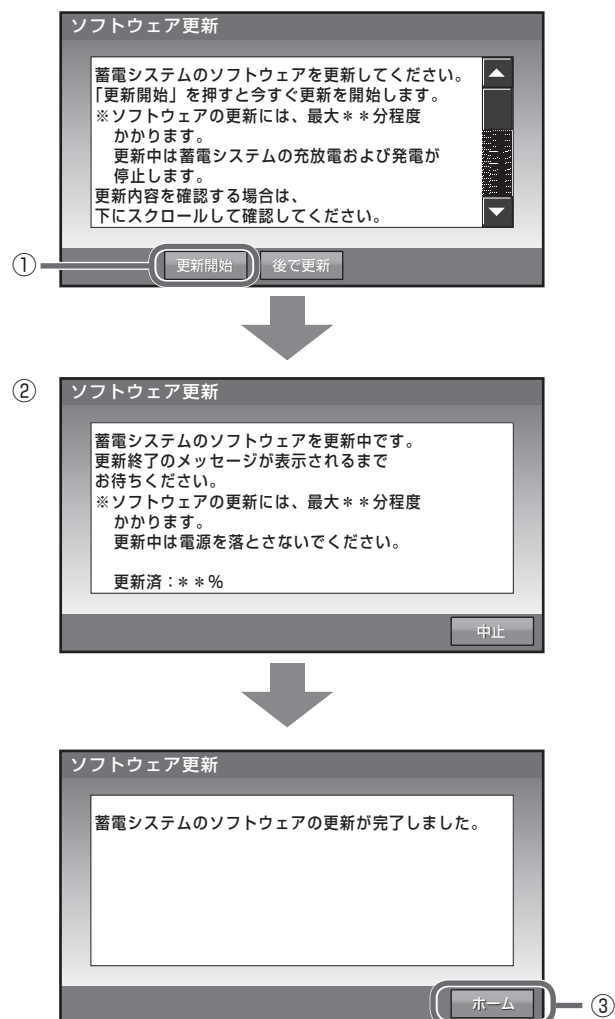 ソフトウェア更新
蓄電システムのソフトウェアを更新してください。
「更新開始」を押すと今すぐ更新を開始します。
※ソフトウェアの更新には、最大＊＊分程度
かかります。
更新中は蓄電システムの充放電および発電が
停止します。
更新内容を確認する場合は、
下にスクロールして確認してください。
① 更新開始 後で更新
② ソフトウェア更新
蓄電システムのソフトウェアを更新中です。
更新終了のメッセージが表示されるまで
お待ちください。
※ソフトウェアの更新には、最大＊＊分程度
かかります。
更新中は電源を落とさないでください。
更新済：＊＊％
中止
ソフトウェア更新
蓄電システムのソフトウェアの更新が完了しました。
ホーム ③